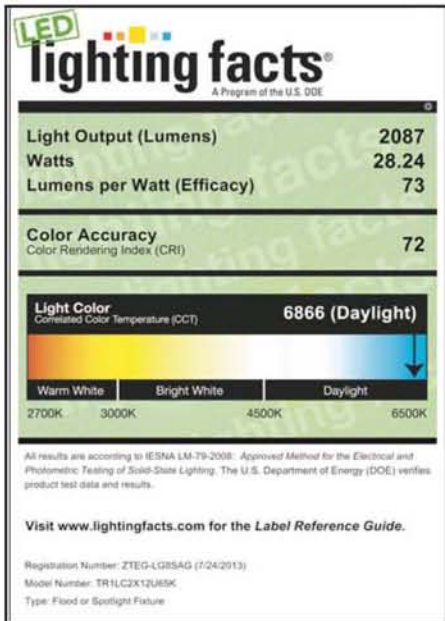 LED
lighting facts®
A Program of the U.S. DOE
Light Output (Lumens) 2087
Watts 28.24
Lumens per Watt (Efficacy) 73
Color Accuracy
Color Rendering Index (CRI) 72
Light Color
Correlated Color Temperature (CCT) 6866 (Daylight)
Warm White Bright White Daylight
2700K 3000K 4500K 6500K
All results are according to IESNA LM-79-2008: Approved Method for the Electrical and
Photometric Testing of Solid-State Lighting. The U.S. Department of Energy (DOE) verifies
product test data and results.
Visit www.lightingfacts.com for the Label Reference Guide.
Registration Number: ZTEG-LG8SAG (7/24/2013)
Model Number: TR1LC2X12U65K
Type: Flood or Spotlight Fixture